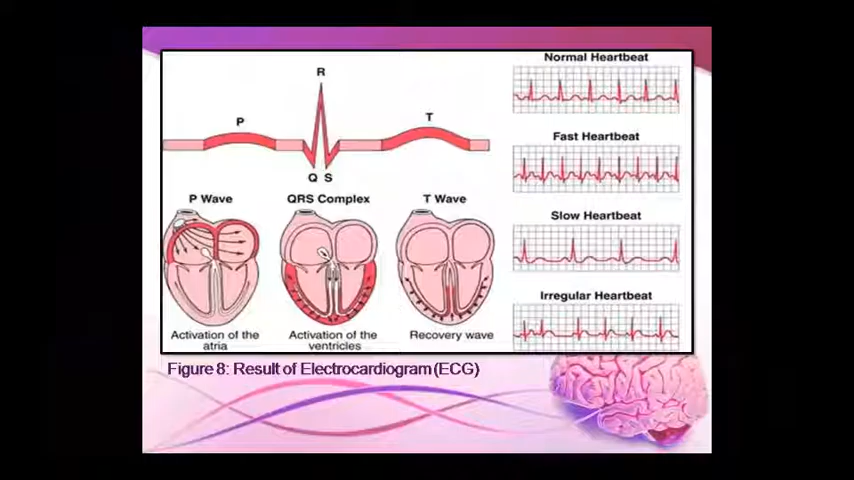 R
P
T
Q S
P Wave
QRS Complex
T Wave
Activation of the
atria
Activation of the
ventricles
Recovery wave
Normal Heartbeat
Fast Heartbeat
Slow Heartbeat
Irregular Heartbeat
Figure 8: Result of Electrocardiogram (ECG)